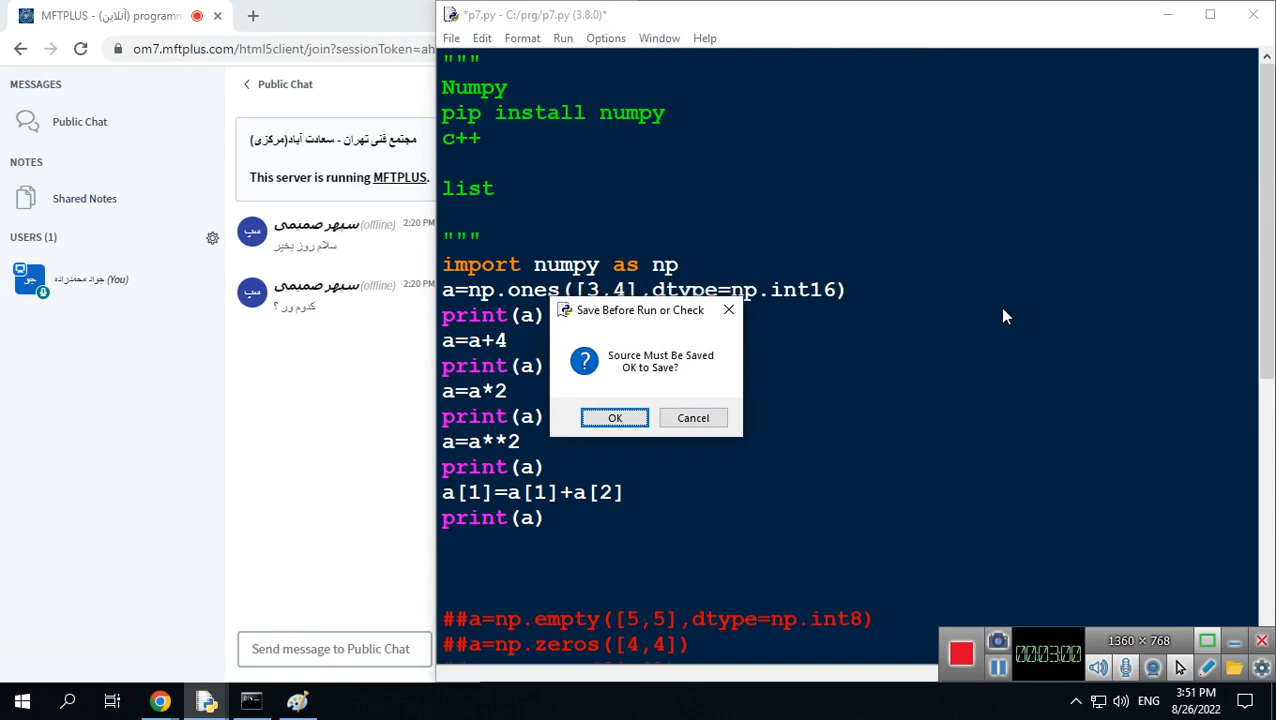 MFTPLUS - (آنلاین) programm
om7.mftplus.com/html5client/join?sessionToken=ah
MESSAGES
Public Chat
NOTES
Shared Notes
USERS (1)
جو
جواد محمدزاده (You)
Public Chat
مجتمع فنی تهران - سعادت آباد(مرکزی)
This server is running MFTPLUS.
سپ
سپهر صمیمی (offline) 2:20 PM
سلام روز بخیر
سپ
سپهر صمیمی (offline) 2:20 PM
کدوم ور ؟
Send message to Public Chat
*p7.py - C:/prg/p7.py (3.8.0)*
File Edit Format Run Options Window Help
"""
Numpy
pip install numpy
c++
list
"""
import numpy as np
a=np.ones([3,4],dtype=np.int16)
print(a)
a=a+4
print(a)
a=a*2
print(a)
a=a**2
print(a)
a[1]=a[1]+a[2]
print(a)
##a=np.empty([5,5],dtype=np.int8)
##a=np.zeros([4,4])
Save Before Run or Check
?
Source Must Be Saved
OK to Save?
OK Cancel
1360 × 768
00:03:00
ENG
3:51 PM
8/26/2022